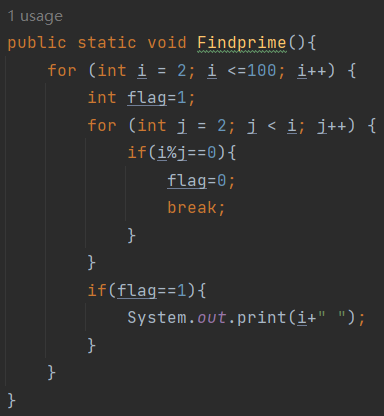 1 usage
public static void Findprime(){
    for (int i = 2; i <=100; i++) {
        int flag=1;
        for (int j = 2; j < i; j++) {
            if(i%j==0){
                flag=0;
                break;
            }
        }
        if(flag==1){
            System.out.print(i+" ");
        }
    }
}